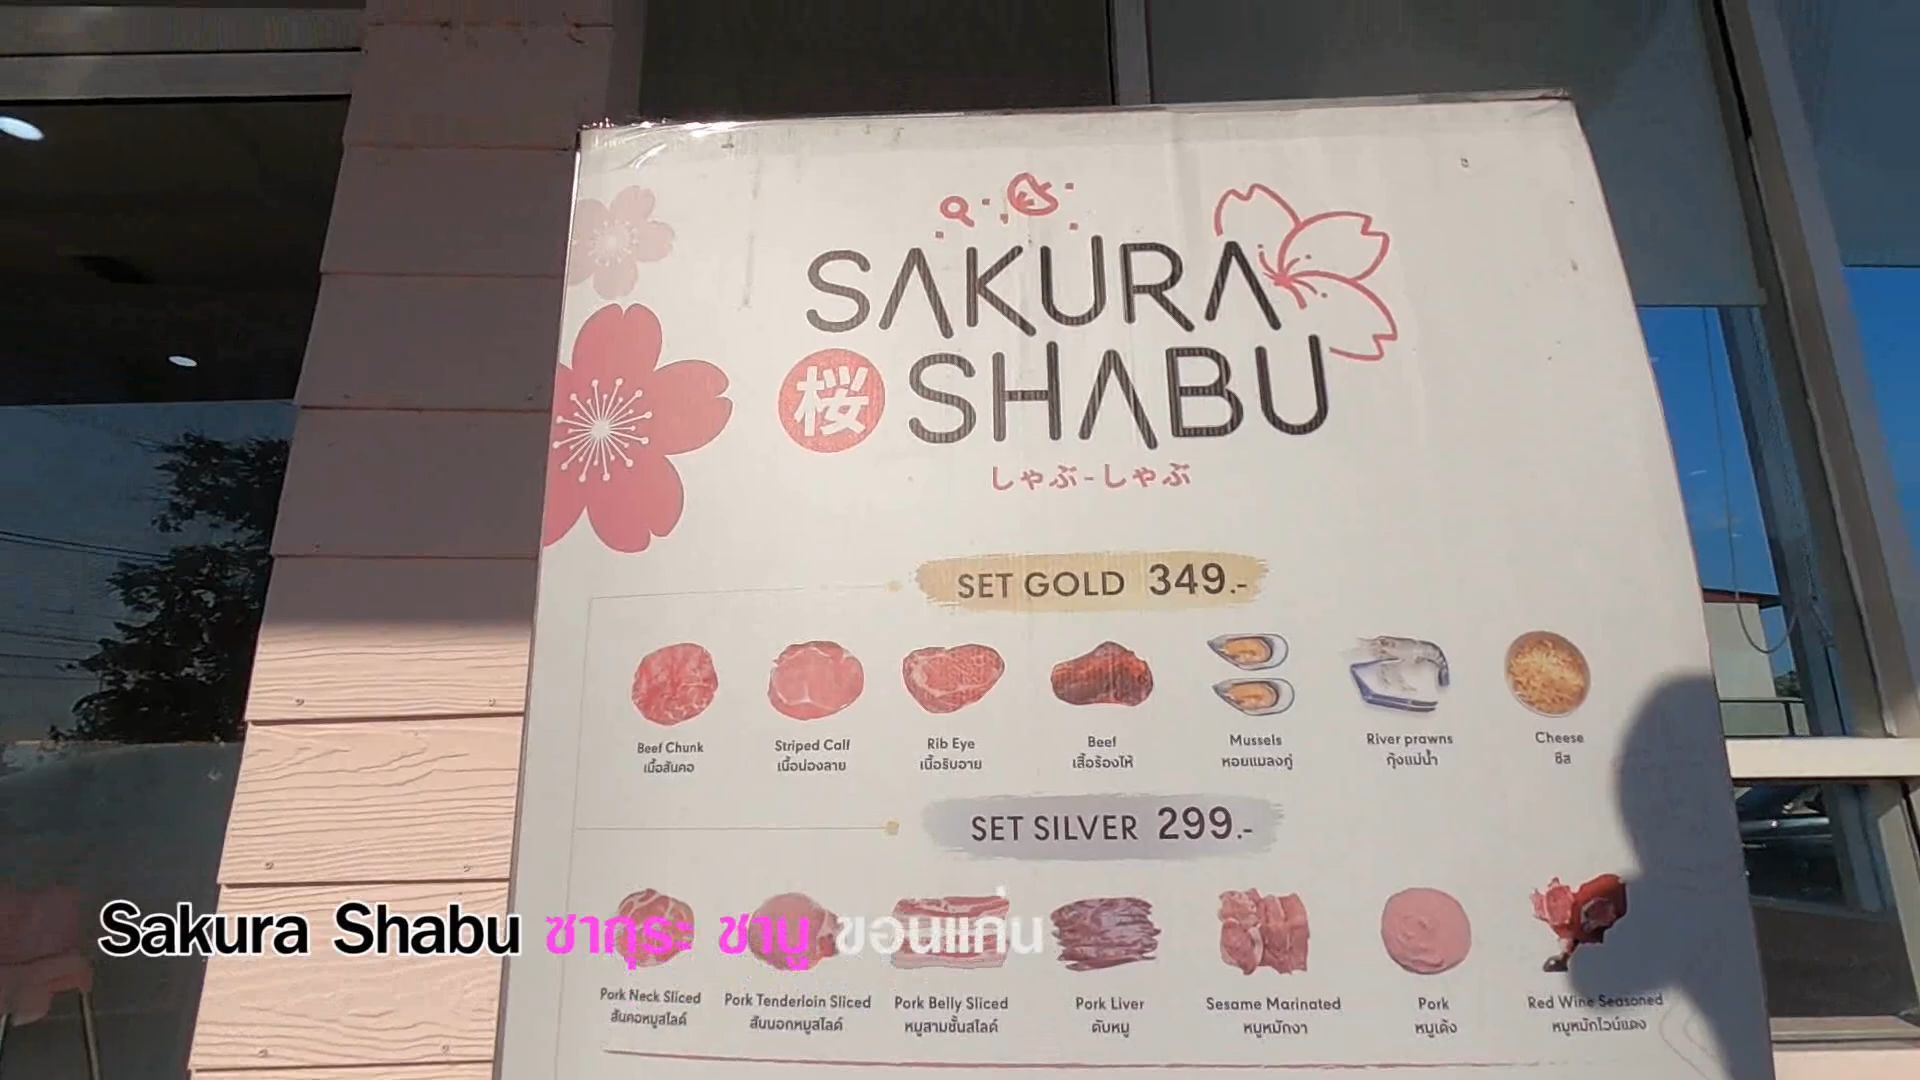 SAKURA
桜 SHABU
しゃぶ-しゃぶ
SET GOLD 349.-
Beef Chunk
เนื้อสันคอ
Striped Calf
เนื้อน่องลาย
Rib Eye
เนื้อริบอาย
Beef
เสื้อร้องไห้
Mussels
หอยแมลงภู่
River prawns
กุ้งแม่น้ำ
Cheese
ชีส
SET SILVER 299.-
Sakura Shabu ซากุระ ชาบู ขอนแก่น
Pork Neck Sliced
สันคอหมูสไลด์
Pork Tenderloin Sliced
สันนอกหมูสไลด์
Pork Belly Sliced
หมูสามชั้นสไลด์
Pork Liver
ตับหมู
Sesame Marinated
หมูหมักงา
Pork
หมูเด้ง
Red Wine Seasoned
หมูหมักไวน์แดง